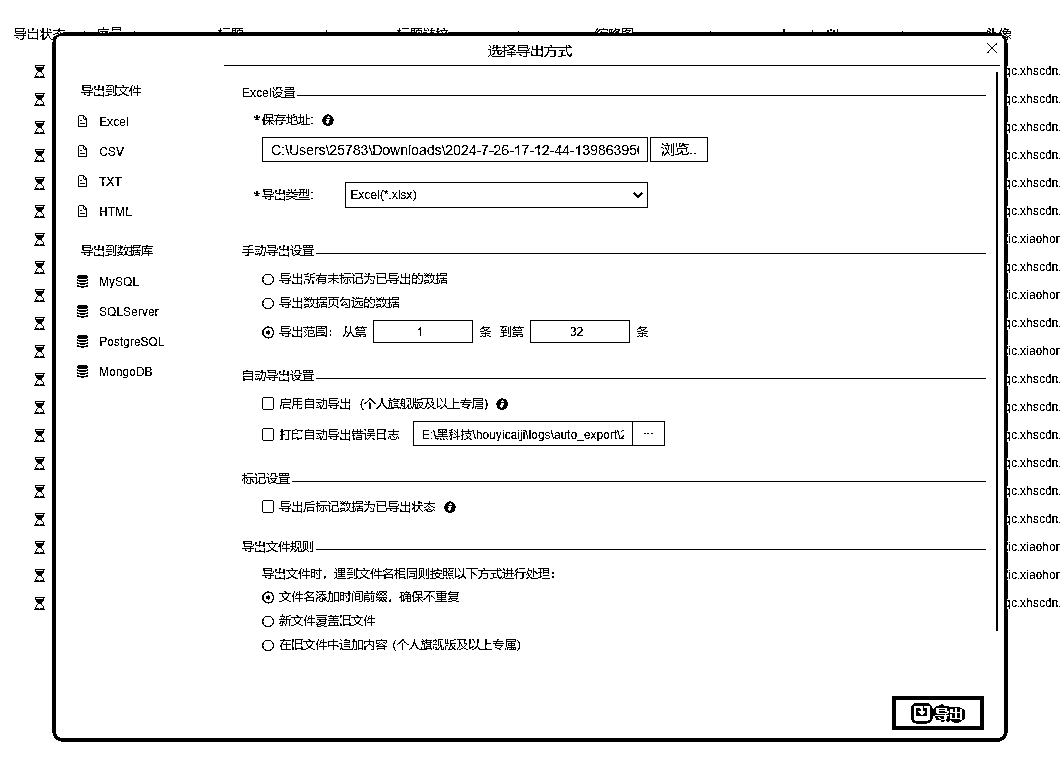 导出状态 序号 标题 标题链接 缩略图 头像
选择导出方式
导出到文件
Excel
CSV
TXT
HTML
导出到数据库
MySQL
SQLServer
PostgreSQL
MongoDB
Excel设置
*保存地址:
C:\Users\25783\Downloads\2024-7-26-17-12-44-13986395
浏览..
*导出类型:
Excel(*.xlsx)
手动导出设置
导出所有未标记为已导出的数据
导出数据页勾选的数据
导出范围: 从第 1 条 到第 32 条
自动导出设置
启用自动导出 (个人旗舰版及以上专属)
打印自动导出错误日志 E:\黑科技\houyicaiji\logs\auto_export\2 ...
标记设置
导出后标记数据为已导出状态
导出文件规则
导出文件时，遇到文件名相同则按照以下方式进行处理:
文件名添加时间前缀，确保不重复
新文件覆盖旧文件
在旧文件中追加内容 (个人旗舰版及以上专属)
导出
qc.xhscdn.
qc.xhscdn.
qc.xhscdn.
qc.xhscdn.
qc.xhscdn.
qc.xhscdn.
ic.xiaohor
qc.xhscdn.
ic.xiaohor
qc.xhscdn.
ic.xiaohor
qc.xhscdn.
qc.xhscdn.
qc.xhscdn.
qc.xhscdn.
qc.xhscdn.
qc.xhscdn.
ic.xiaohor
ic.xiaohor
qc.xhscdn.